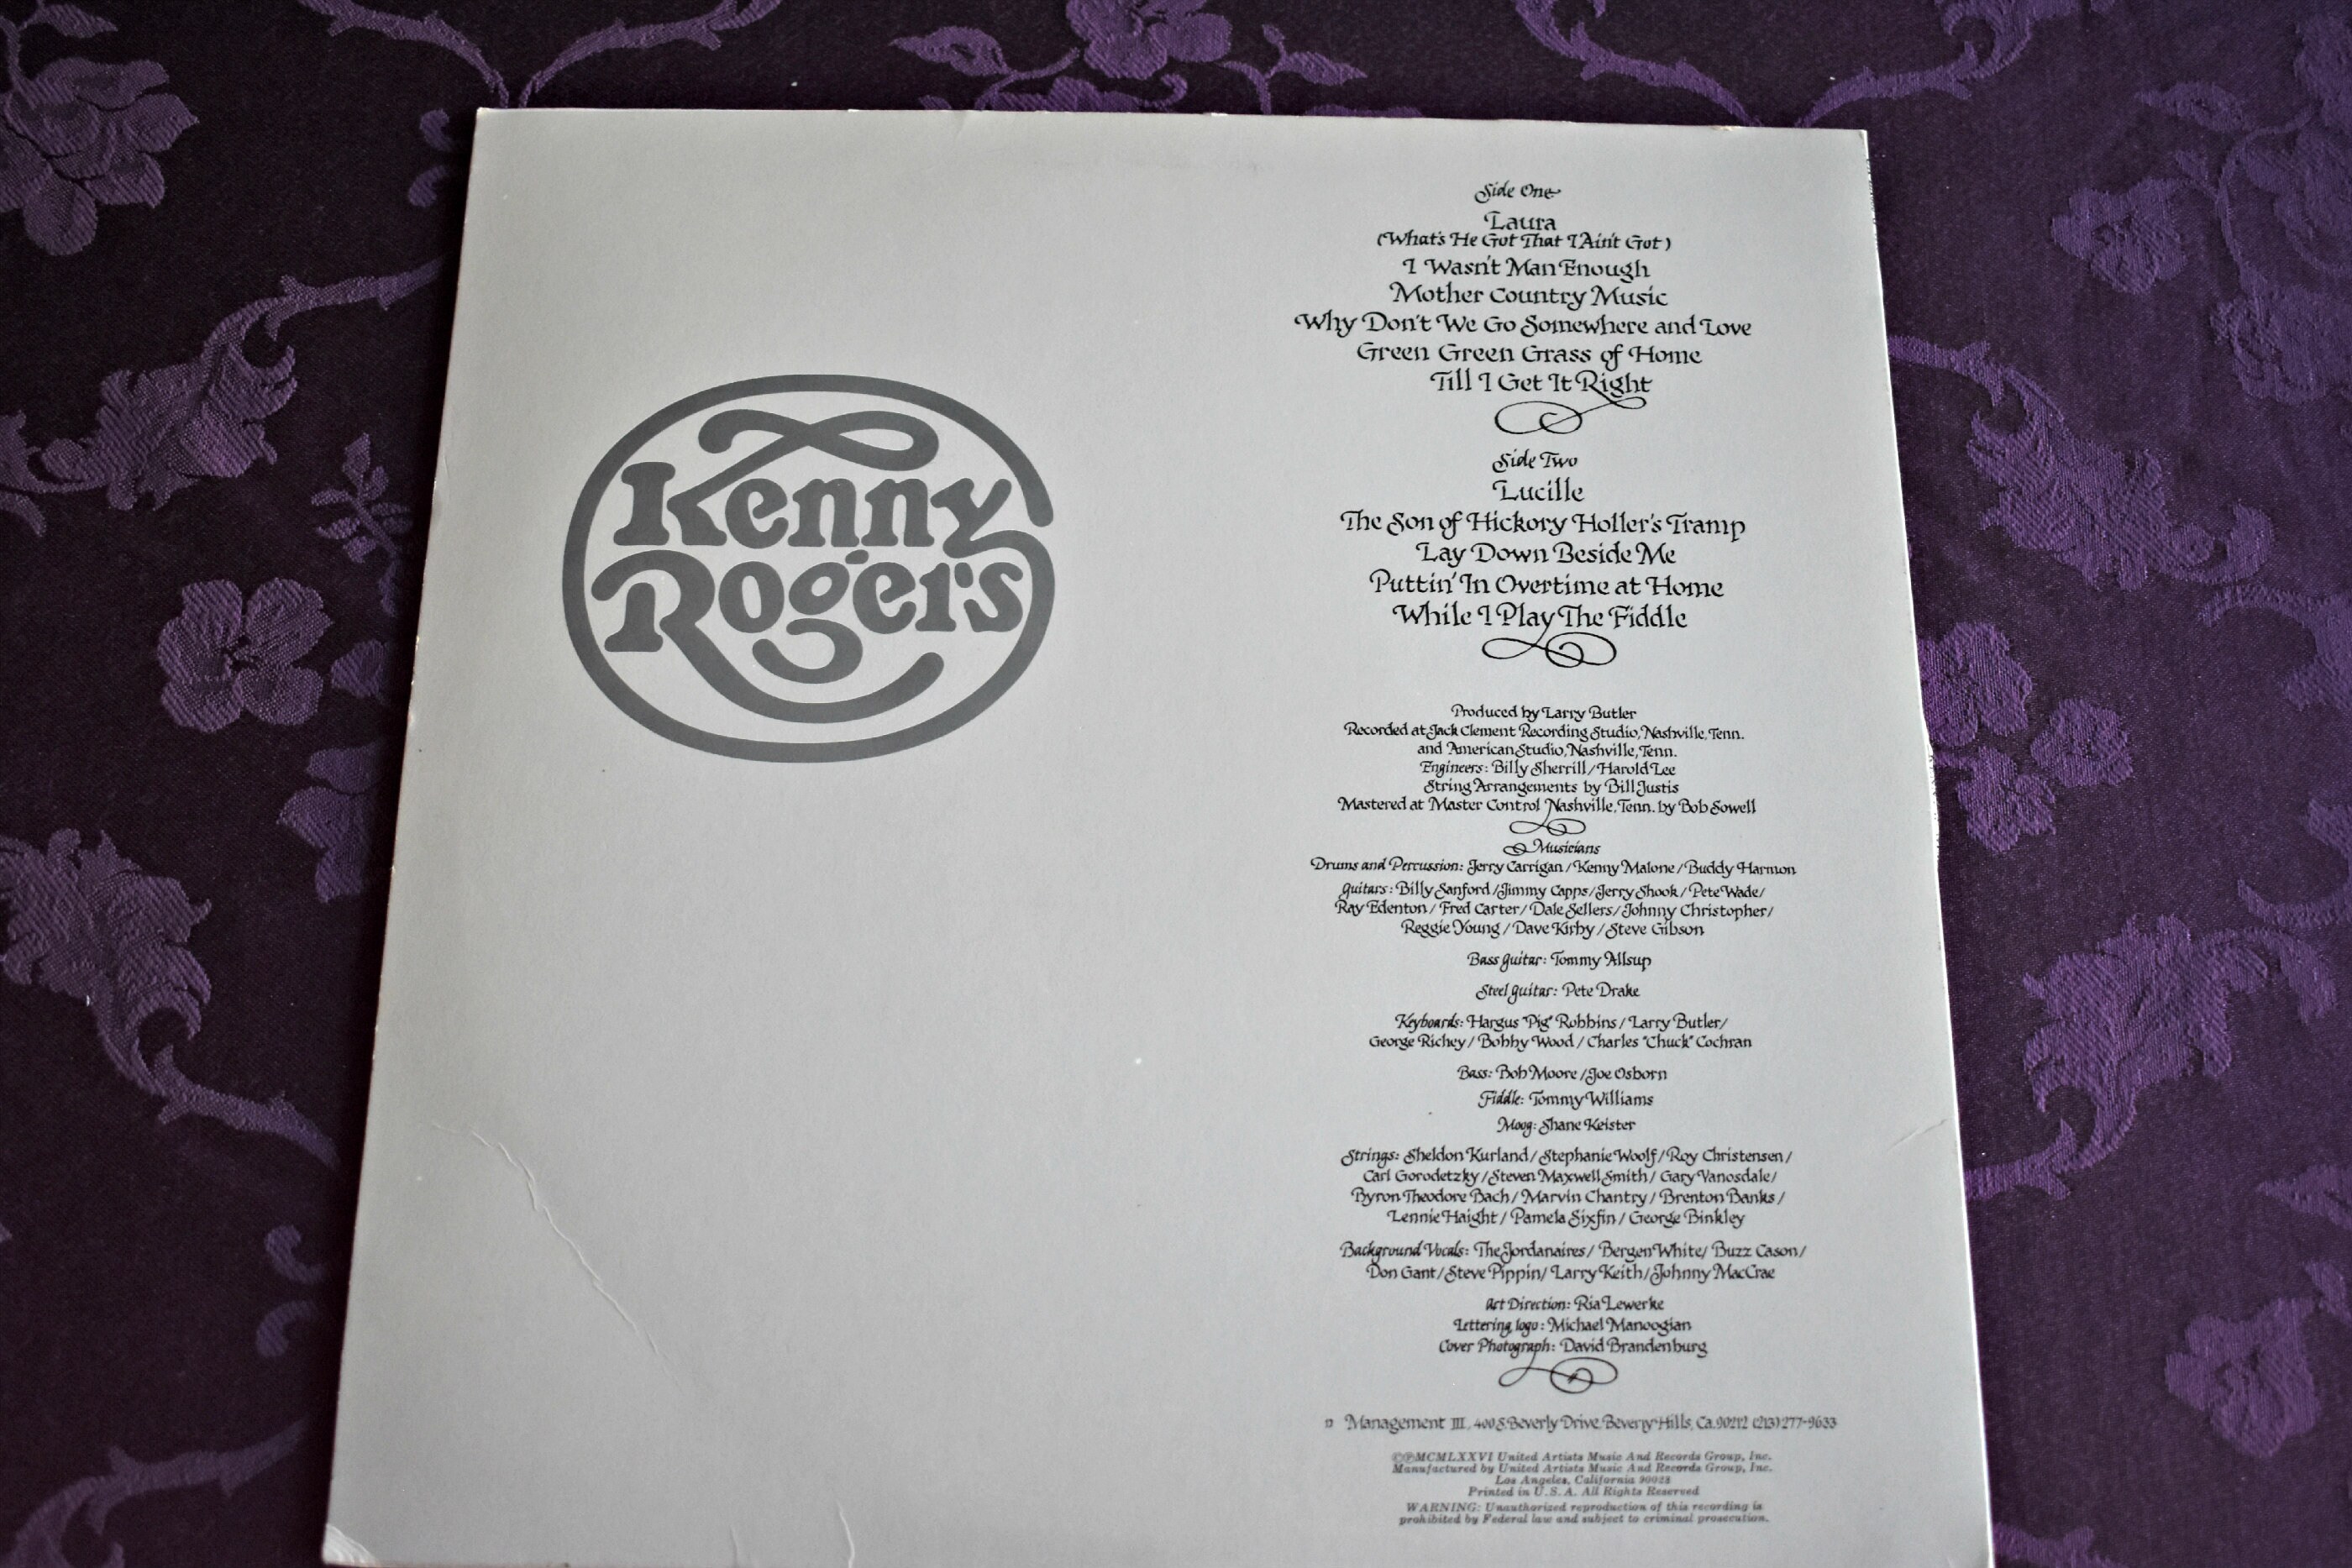 Kenny
Rogers
Side One
Laura
(What's He Got That I Ain't Got)
I Wasn't Man Enough
Mother Country Music
Why Don't We Go Somewhere and Love
Green Green Grass of Home
Till I Get It Right
Side Two
Lucille
The Son of Hickory Holler's Tramp
Lay Down Beside Me
Puttin' In Overtime at Home
While I Play The Fiddle
Produced by Larry Butler
Recorded at Jack Clement Recording Studio, Nashville, Tenn.
and American Studio, Nashville, Tenn.
Engineers: Billy Sherrill/Harold Lee
String Arrangements by Bill Justis
Mastered at Master Control Nashville, Tenn. by Bob Sowell
Musicians
Drums and Percussion: Jerry Carrigan/Kenny Malone/Buddy Harmon
Guitars: Billy Sanford/Jimmy Capps/Jerry Shook/Pete Wade/
Ray Edenton/Fred Carter/Dale Sellers/Johnny Christopher/
Reggie Young/Dave Kirby/Steve Gibson
Bass Guitar: Tommy Allsup
Steel Guitar: Pete Drake
Keyboards: Hargus "Pig" Robbins/Larry Butler/
George Richey/Bobby Wood/Charles "Chuck" Cochran
Bass: Bob Moore/Joe Osborn
Fiddle: Tommy Williams
Moog: Shane Keister
Strings: Sheldon Kurland/Stephanie Woolf/Roy Christensen/
Carl Gorodetzky/Steven Maxwell Smith/Gary Vanosdale/
Byron Theodore Bach/Marvin Chantry/Brenton Banks/
Lennie Haight/Pamela Sixfin/George Binkley
Background Vocals: The Jordanaires/Bergen White/Buzz Cason/
Don Gant/Steve Pippin/Larry Keith/Johnny MacCrae
Art Direction: Ria Lewerke
Lettering, logo: Michael Manoogian
Cover Photograph: David Brandenburg
Management III, 400 S. Beverly Drive, Beverly Hills, Ca. 90212 (213) 277-9633
©℗MCMLXXVI United Artists Music And Records Group, Inc.
Manufactured by United Artists Music And Records Group, Inc.
Los Angeles, California 90028
Printed in U.S.A. All Rights Reserved
WARNING: Unauthorized reproduction of this recording is
prohibited by Federal law and subject to criminal prosecution.